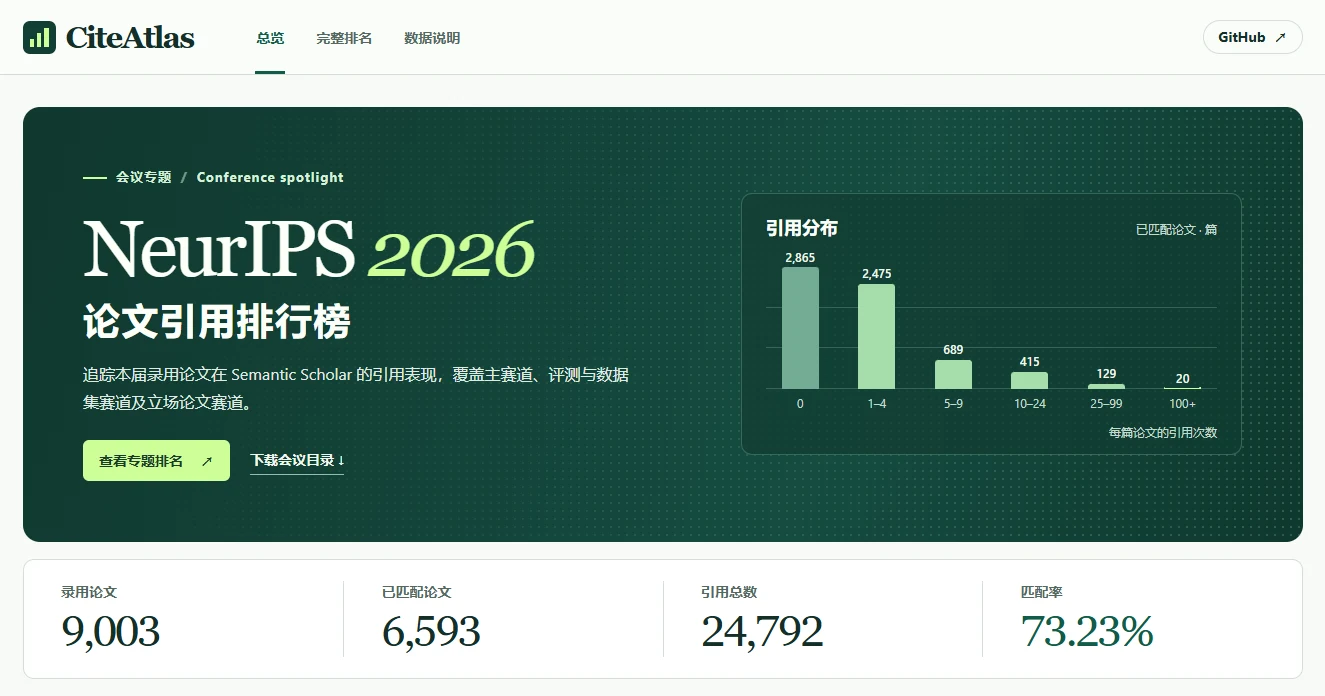 CiteAtlas
总览 完整排名 数据说明
GitHub ↗
会议专题 / Conference spotlight
NeurIPS 2026
论文引用排行榜
追踪本届录用论文在 Semantic Scholar 的引用表现，覆盖主赛道、评测与数据
集赛道及立场论文赛道。
查看专题排名 ↗ 下载会议目录 ↓
引用分布 已匹配论文 · 篇
2,865
2,475
689
415
129
20
0 1–4 5–9 10–24 25–99 100+
每篇论文的引用次数
录用论文
9,003
已匹配论文
6,593
引用总数
24,792
匹配率
73.23%